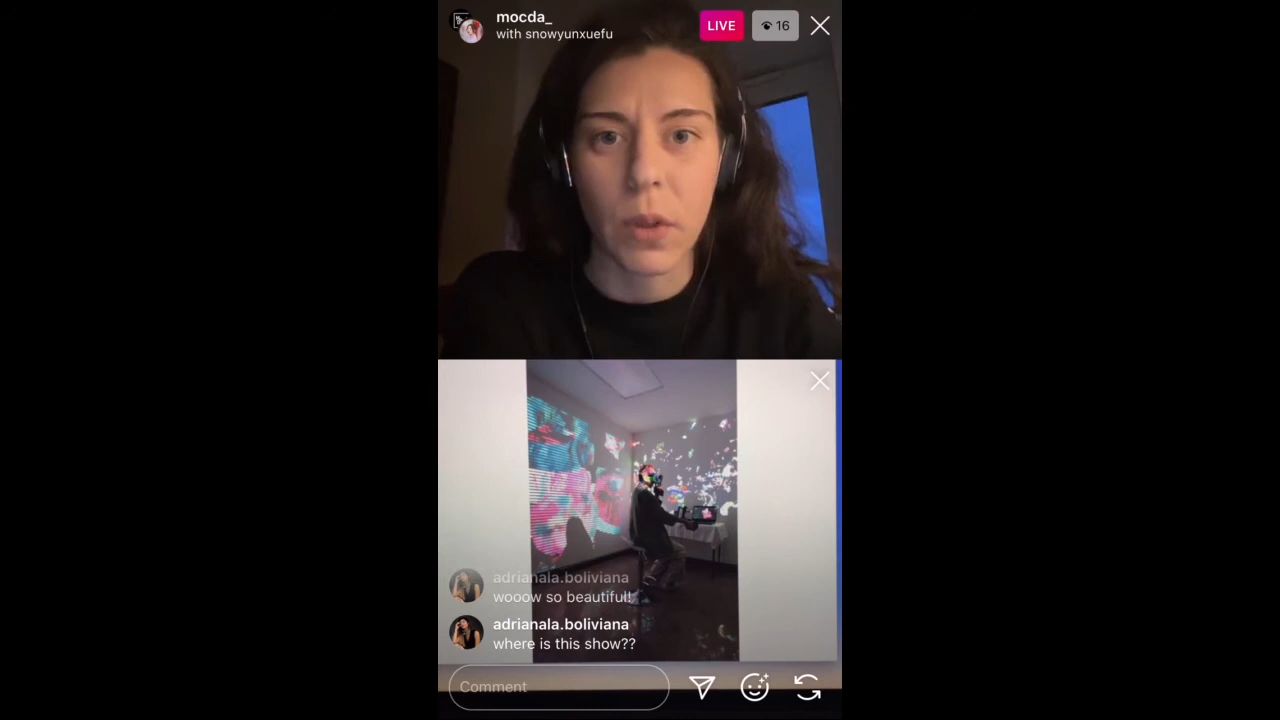 mocda_
with snowyunxuefu
LIVE
16
adrianala.boliviana
wooow so beautiful!
adrianala.boliviana
where is this show??
Comment